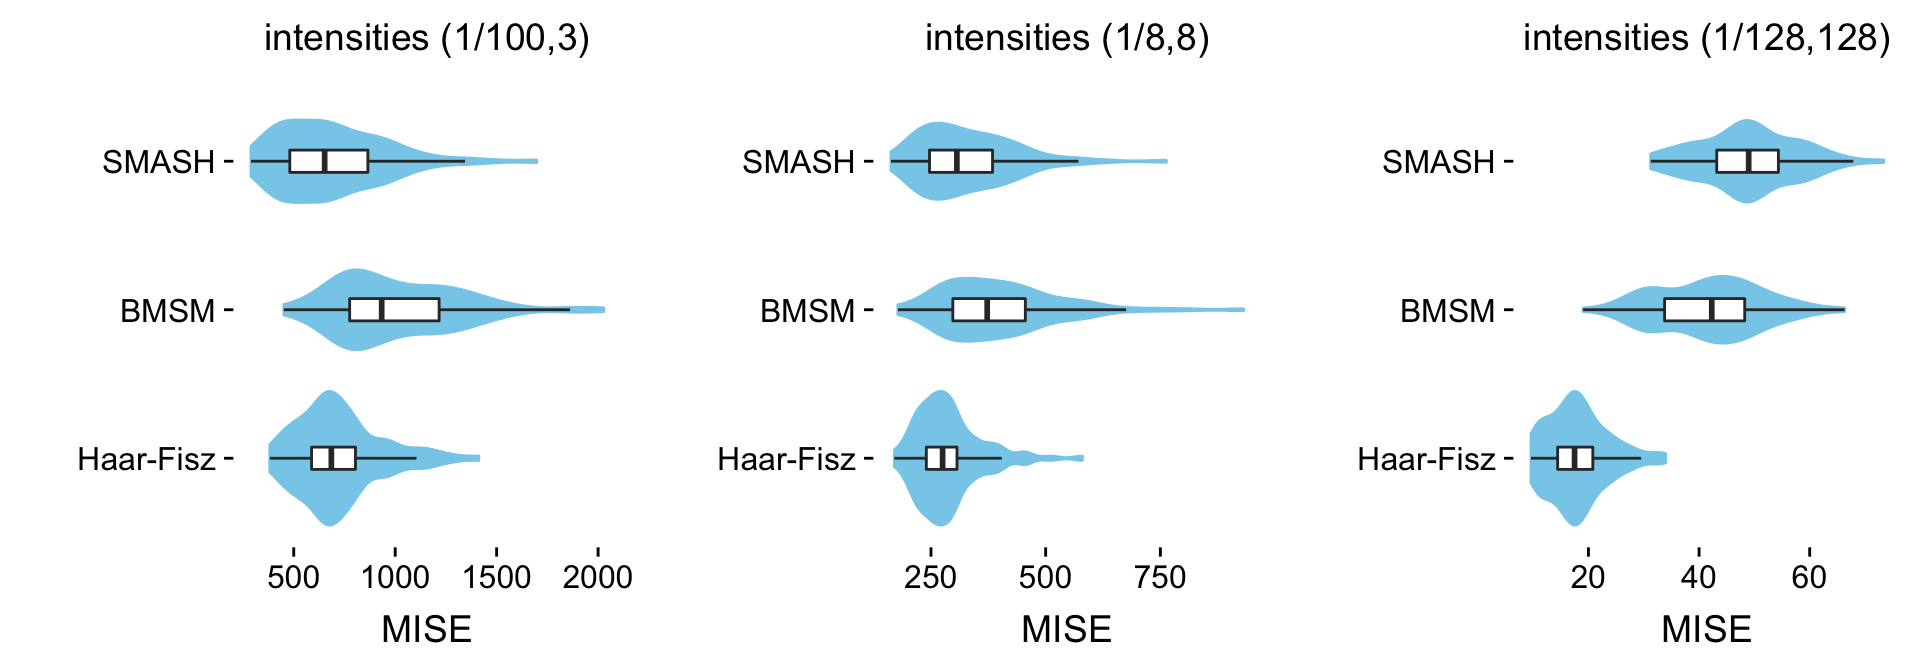 intensities (1/100,3)
SMASH
BMSM
Haar-Fisz
500 1000 1500 2000
MISE
intensities (1/8,8)
SMASH
BMSM
Haar-Fisz
250 500 750
MISE
intensities (1/128,128)
SMASH
BMSM
Haar-Fisz
20 40 60
MISE